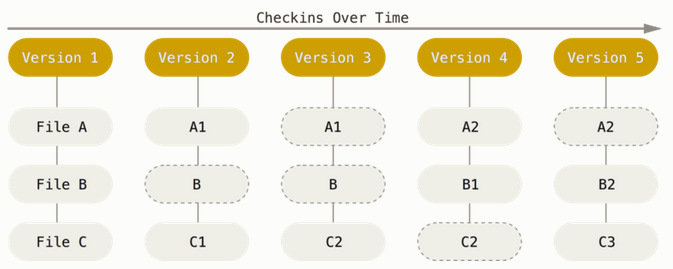 Checkins Over Time
Version 1 Version 2 Version 3 Version 4 Version 5
File A A1 A1 A2 A2
File B B B B1 B2
File C C1 C2 C2 C3